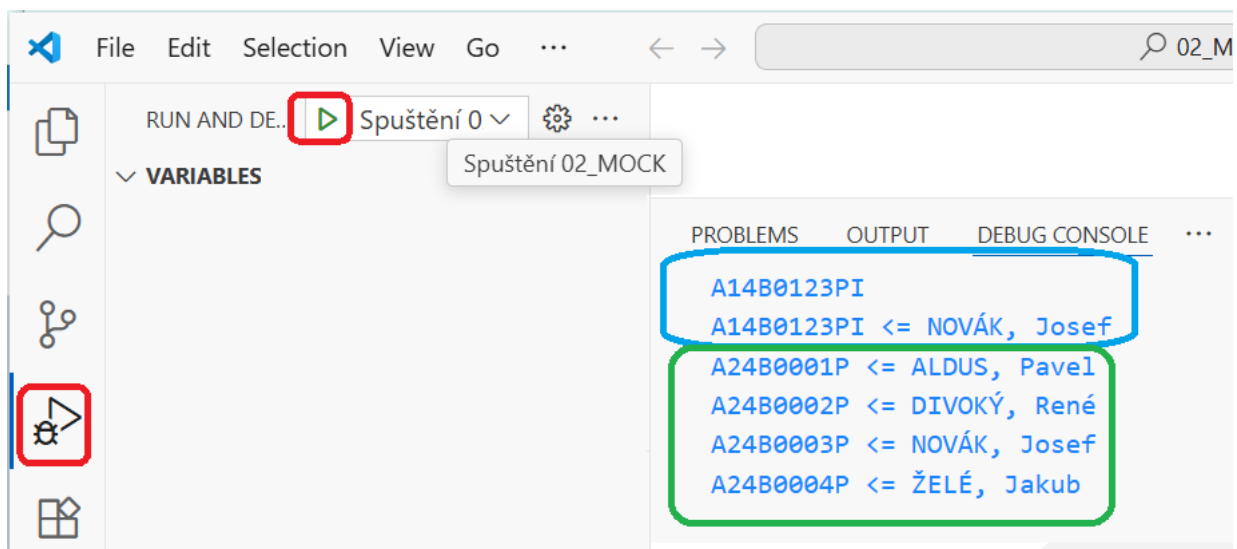 File Edit Selection View Go ···
02_M
RUN AND DE... Spuštění 0
Spuštění 02_MOCK
VARIABLES
PROBLEMS OUTPUT DEBUG CONSOLE ···
A14B0123PI
A14B0123PI <= NOVÁK, Josef
A24B0001P <= ALDUS, Pavel
A24B0002P <= DIVOKÝ, René
A24B0003P <= NOVÁK, Josef
A24B0004P <= ŽELÉ, Jakub